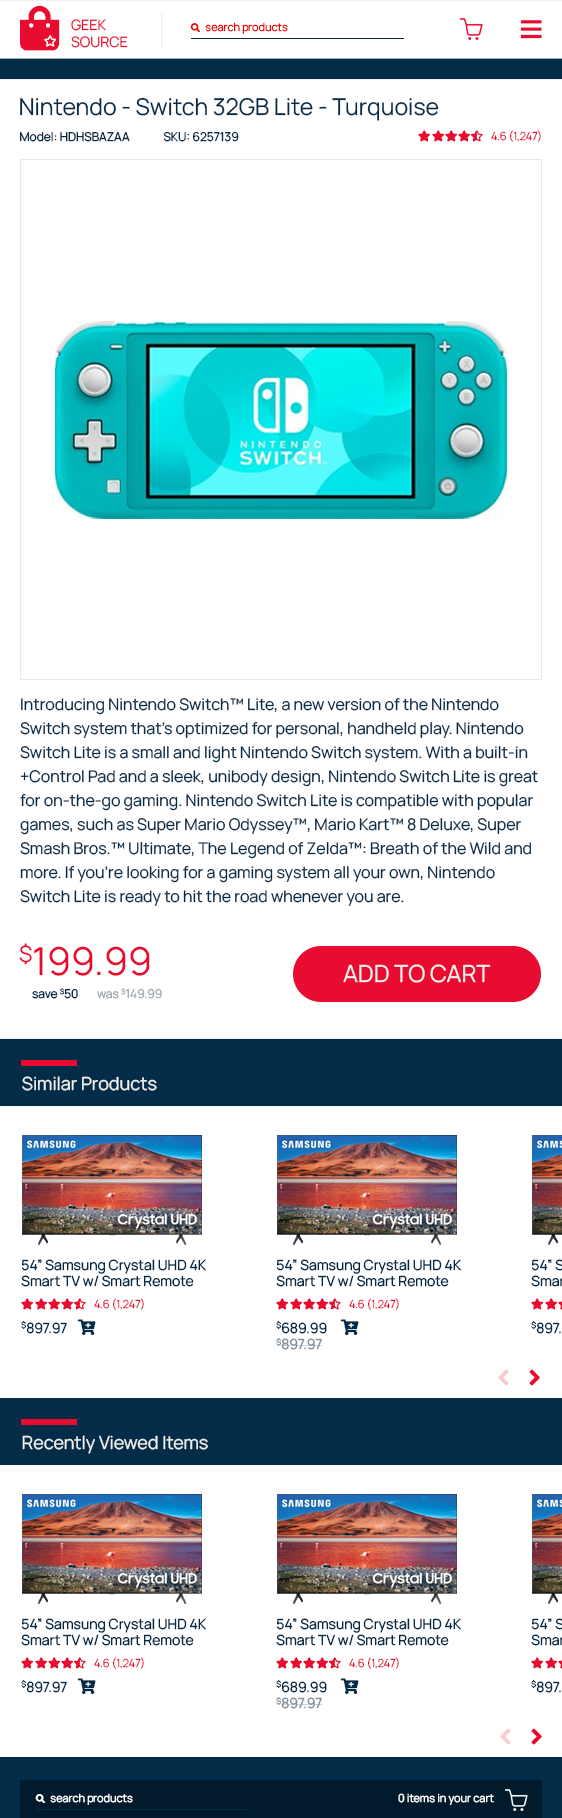 GEEK
SOURCE
search products
Nintendo - Switch 32GB Lite - Turquoise
Model: HDHSBAZAA SKU: 6257139 4.6 (1,247)
NINTENDO
SWITCH
X
Y A
B
Introducing Nintendo Switch™ Lite, a new version of the Nintendo
Switch system that's optimized for personal, handheld play. Nintendo
Switch Lite is a small and light Nintendo Switch system. With a built-in
+Control Pad and a sleek, unibody design, Nintendo Switch Lite is great
for on-the-go gaming. Nintendo Switch Lite is compatible with popular
games, such as Super Mario Odyssey™, Mario Kart™ 8 Deluxe, Super
Smash Bros.™ Ultimate, The Legend of Zelda™: Breath of the Wild and
more. If you're looking for a gaming system all your own, Nintendo
Switch Lite is ready to hit the road whenever you are.
$199.99
save $50 was $149.99
ADD TO CART
Similar Products
SAMSUNG SAMSUNG SAMS
Crystal UHD Crystal UHD
54” Samsung Crystal UHD 4K 54” Samsung Crystal UHD 4K 54” S
Smart TV w/ Smart Remote Smart TV w/ Smart Remote Smar
4.6 (1,247) 4.6 (1,247)
$897.97 $689.99 $897.
$897.97
Recently Viewed Items
SAMSUNG SAMSUNG SAMS
Crystal UHD Crystal UHD
54” Samsung Crystal UHD 4K 54” Samsung Crystal UHD 4K 54” S
Smart TV w/ Smart Remote Smart TV w/ Smart Remote Smar
4.6 (1,247) 4.6 (1,247)
$897.97 $689.99 $897.
$897.97
search products 0 items in your cart